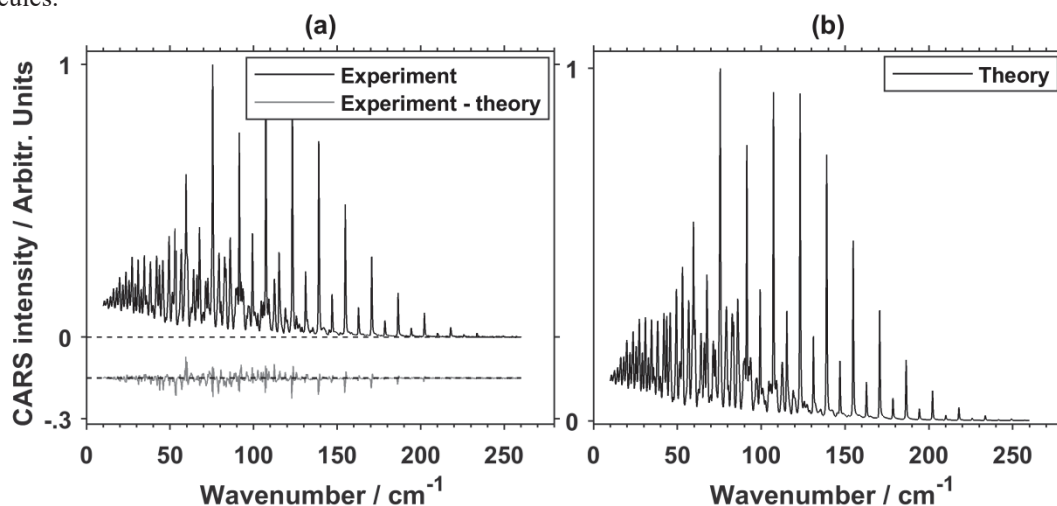 cules.
(a)
(b)
1
Experiment
Experiment - theory
0
-.3
CARS intensity / Arbitr. Units
0 50 100 150 200 250
Wavenumber / cm-1
1
Theory
0
0 50 100 150 200 250
Wavenumber / cm-1